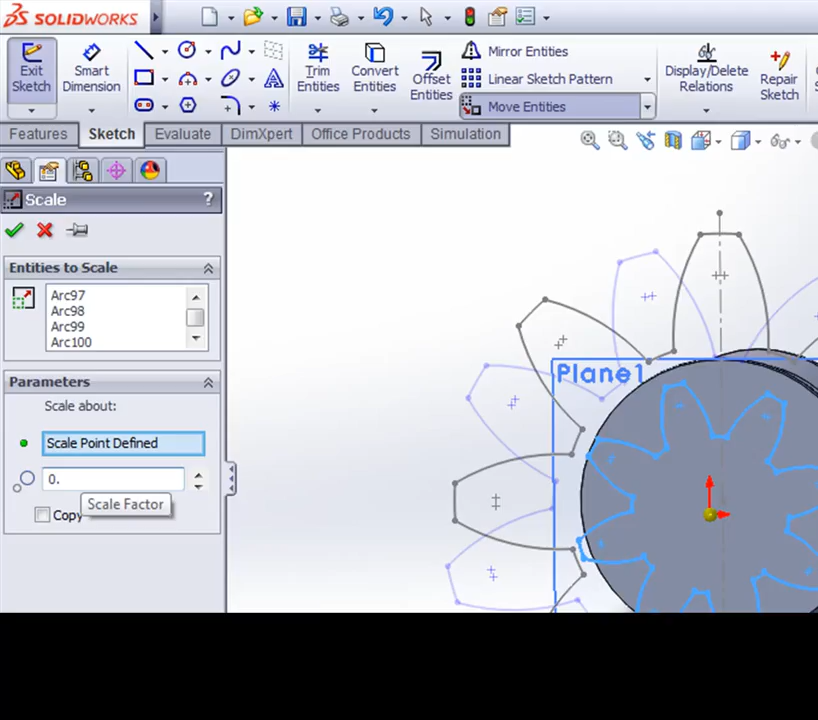 SOLIDWORKS
Exit Sketch
Smart Dimension
Trim Entities
Convert Entities
Offset Entities
Mirror Entities
Linear Sketch Pattern
Move Entities
Display/Delete Relations
Repair Sketch
Features Sketch Evaluate DimXpert Office Products Simulation
Scale ?
Entities to Scale
Arc97
Arc98
Arc99
Arc100
Plane1
Parameters
Scale about:
Scale Point Defined
0.
Scale Factor
Copy